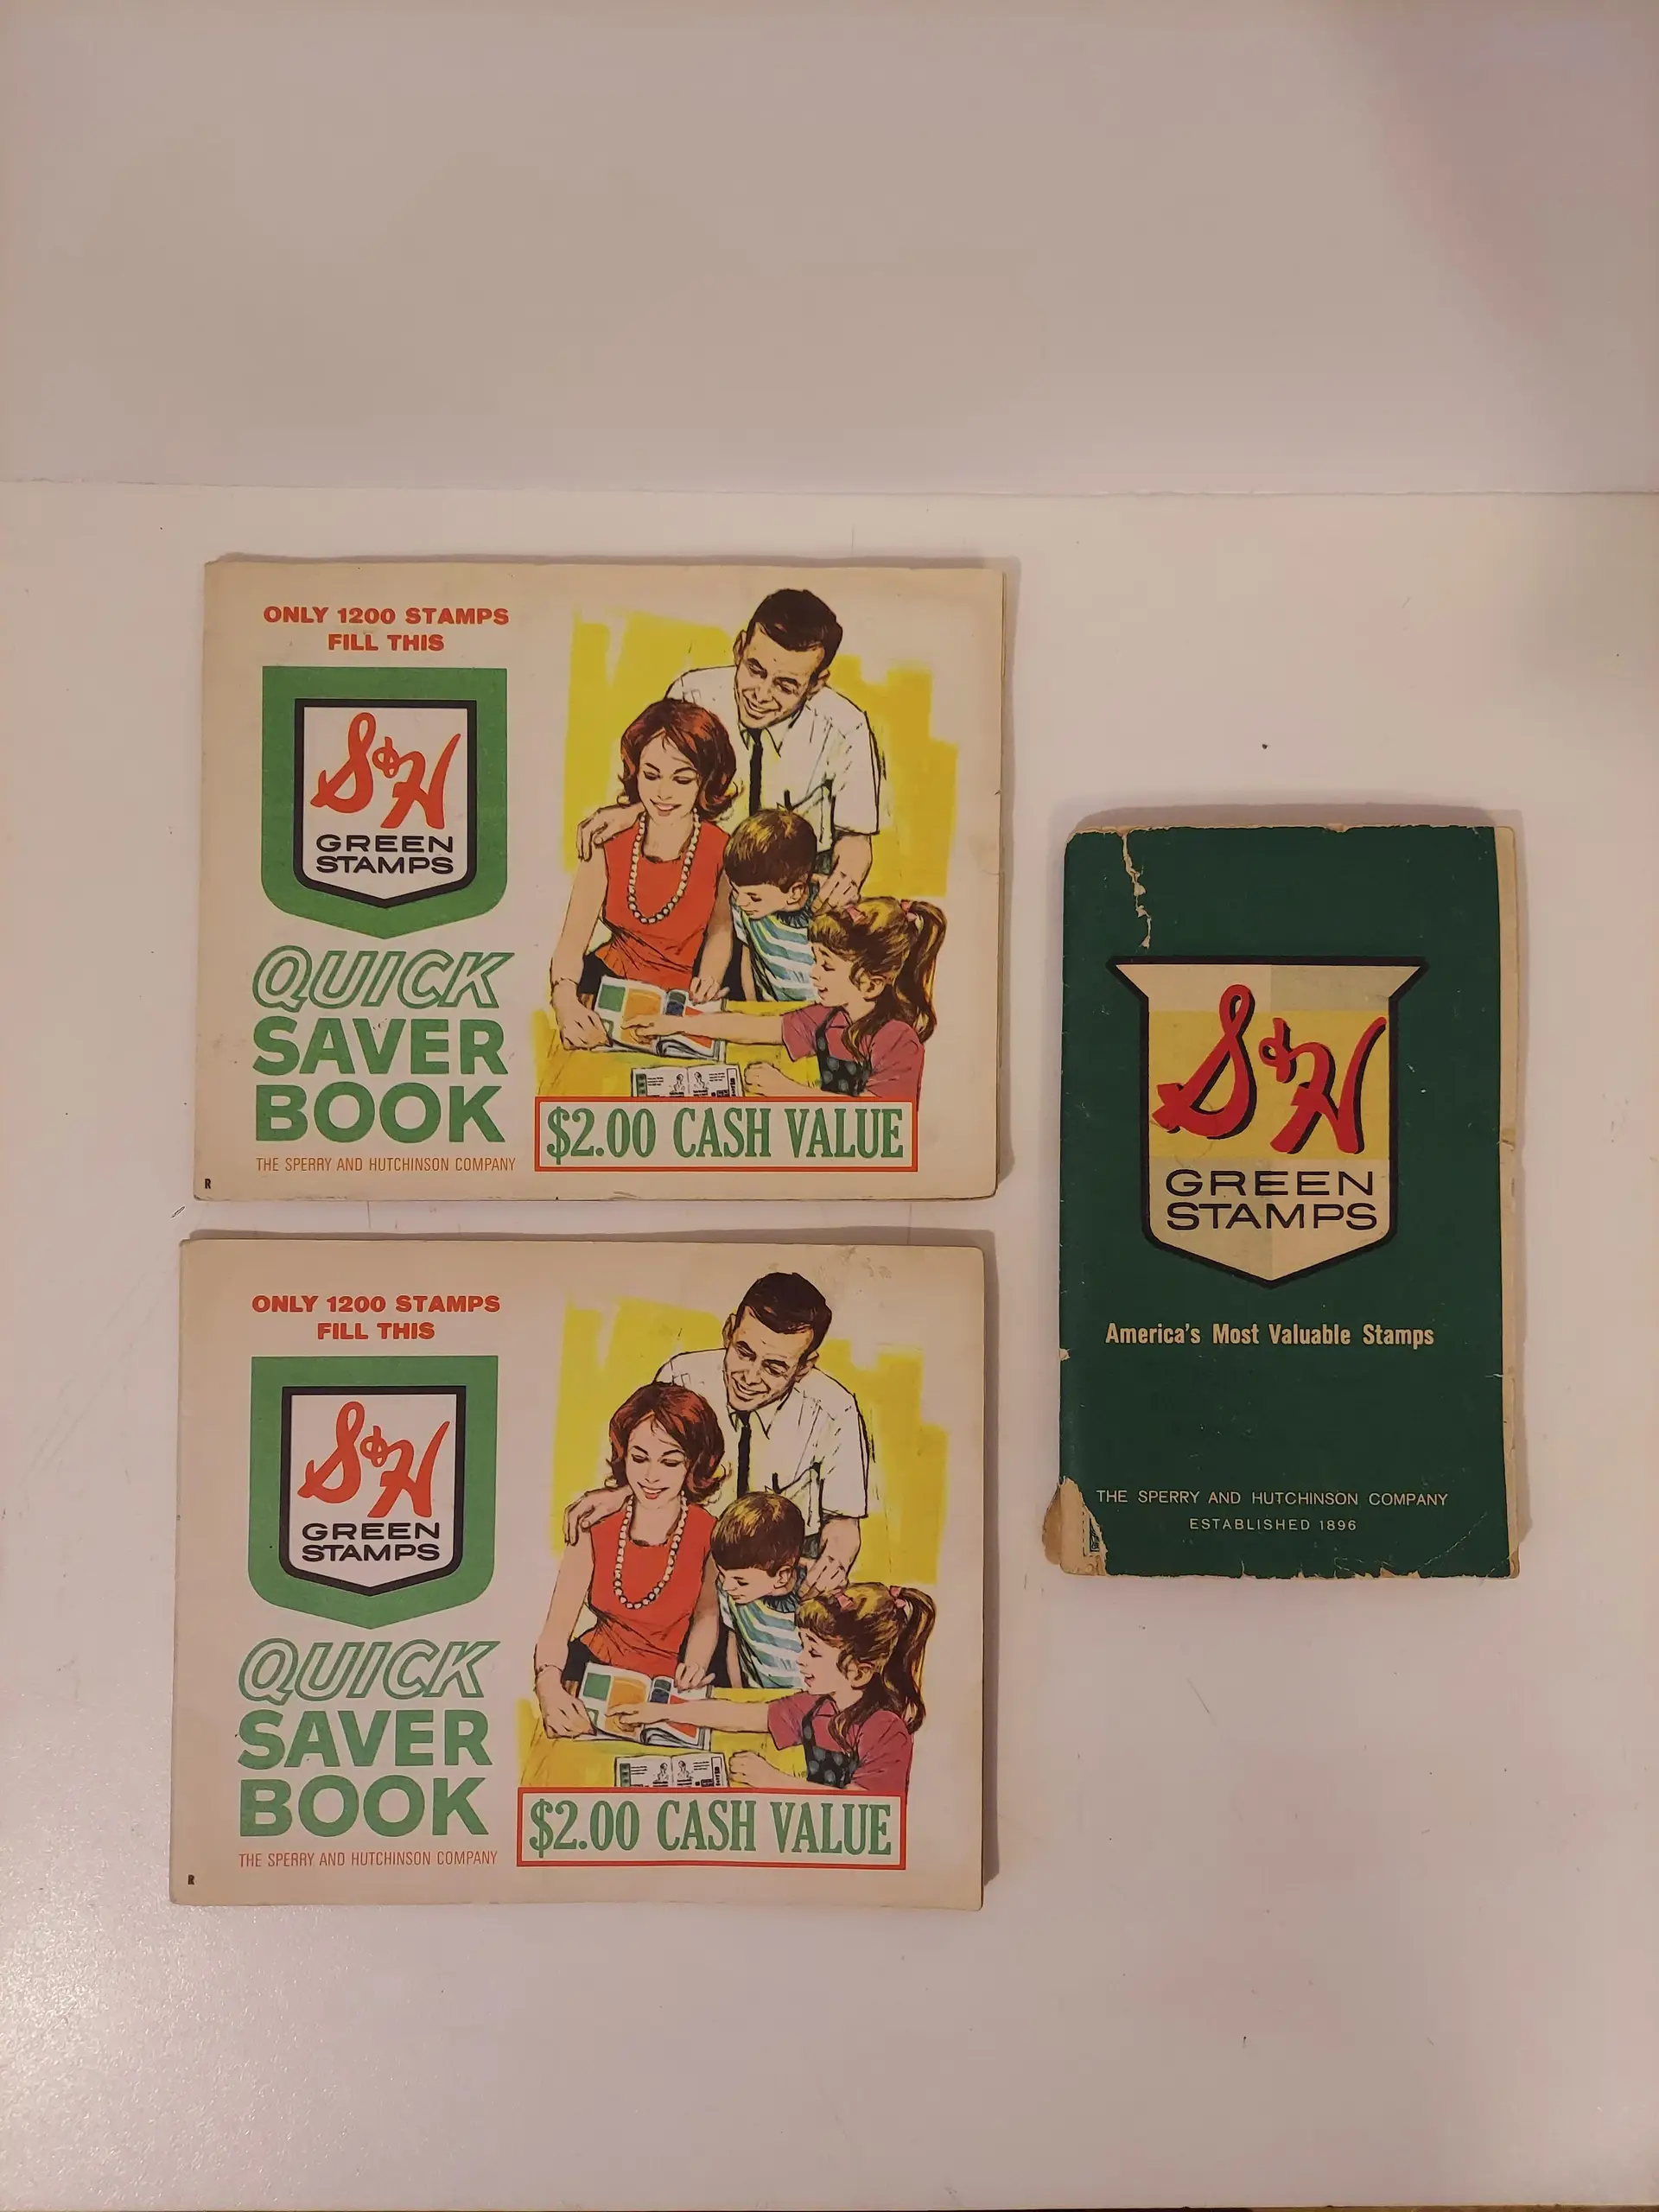 ONLY 1200 STAMPS
FILL THIS
S&H
GREEN
STAMPS
QUICK
SAVER
BOOK
THE SPERRY AND HUTCHINSON COMPANY
R
$2.00 CASH VALUE
ONLY 1200 STAMPS
FILL THIS
S&H
GREEN
STAMPS
QUICK
SAVER
BOOK
THE SPERRY AND HUTCHINSON COMPANY
R
$2.00 CASH VALUE
S&H
GREEN
STAMPS
America's Most Valuable Stamps
THE SPERRY AND HUTCHINSON COMPANY
ESTABLISHED 1896